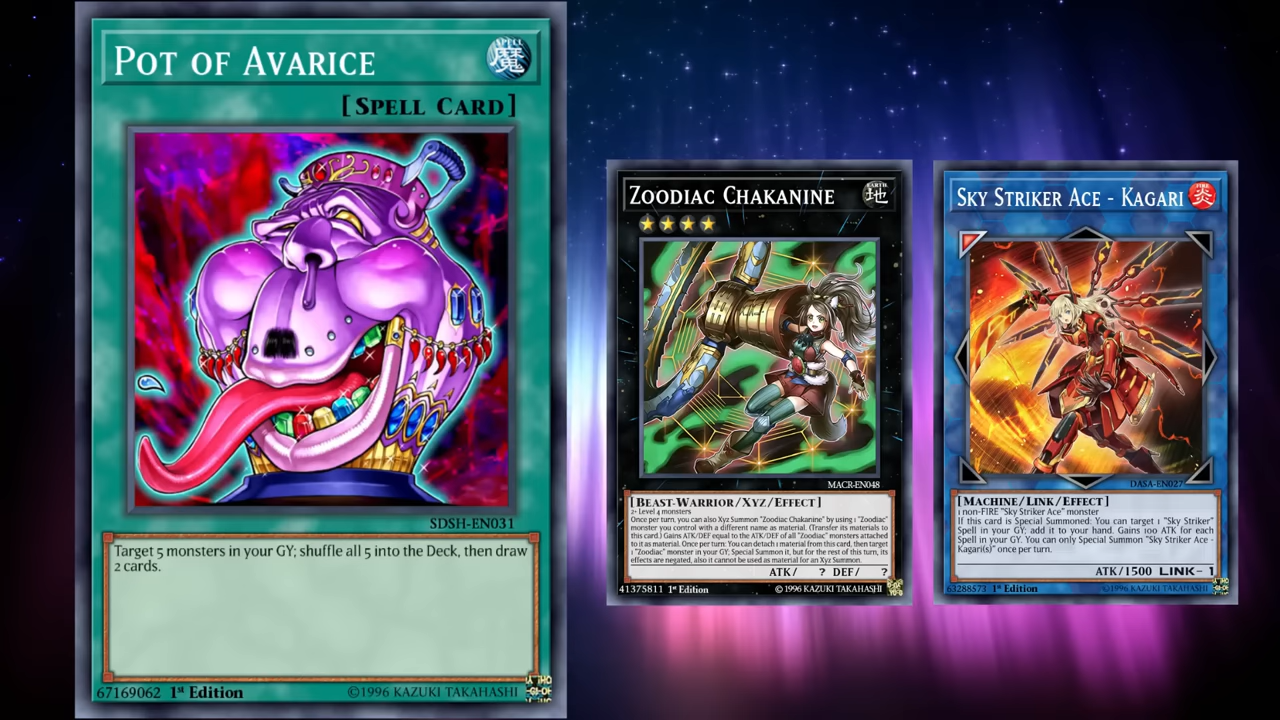 POT OF AVARICE
SPELL
魔
[SPELL CARD]
SDSH-EN031
Target 5 monsters in your GY; shuffle all 5 into the Deck, then draw
2 cards.
67169062 1st Edition ©1996 KAZUKI TAKAHASHI
ZOODIAC CHAKANINE
EARTH
地
MACR-EN048
[BEAST-WARRIOR/XYZ/EFFECT]
2+ Level 4 monsters
Once per turn, you can also Xyz Summon "Zoodiac Chakanine" by using 1 "Zoodiac"
monster you control with a different name as material. (Transfer its materials to
this card.) Gains ATK/DEF equal to the ATK/DEF of all "Zoodiac" monsters attached
to it as material. Once per turn: You can detach 1 material from this card, then target
1 "Zoodiac" monster in your GY; Special Summon it, but for the rest of this turn, its
effects are negated, also it cannot be used as material for an Xyz Summon.
ATK/ ? DEF/ ?
41375811 1st Edition ©1996 KAZUKI TAKAHASHI
SKY STRIKER ACE - KAGARI
FIRE
炎
DASA-EN027
[MACHINE/LINK/EFFECT]
1 non-FIRE "Sky Striker Ace" monster
If this card is Special Summoned: You can target 1 "Sky Striker"
Spell in your GY; add it to your hand. Gains 100 ATK for each
Spell in your GY. You can only Special Summon "Sky Striker Ace -
Kagari(s)" once per turn.
ATK/1500 LINK- 1
63288573 1st Edition ©1996 KAZUKI TAKAHASHI